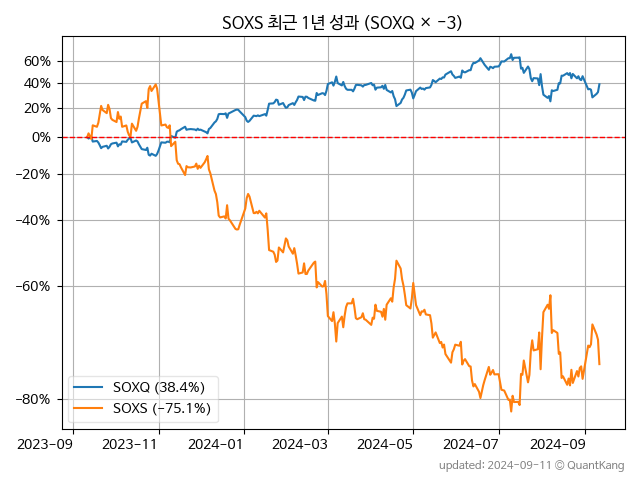 SOXS 최근 1년 성과 (SOXQ × −3)
60%
40%
20%
0%
−20%
−40%
−60%
−80%
SOXQ (38.4%)
SOXS (−75.1%)
2023−09 2023−11 2024−01 2024−03 2024−05 2024−07 2024−09
updated: 2024-09-11 © QuantKang